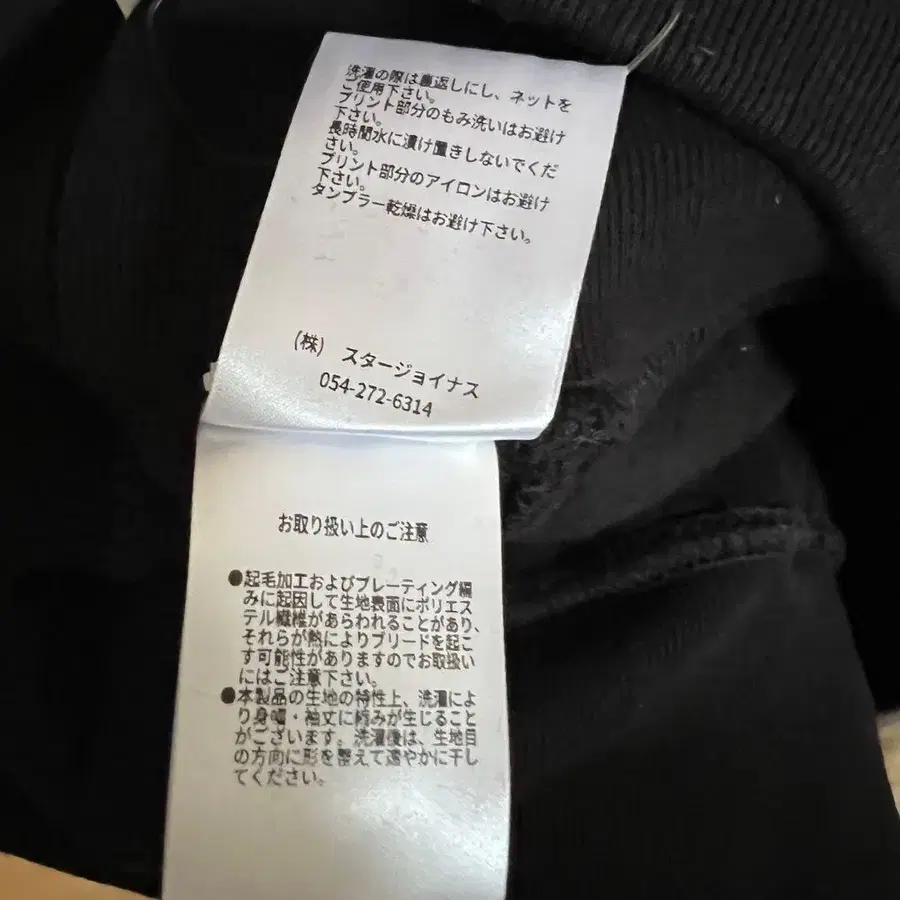 洗濯の際は裏返しにし、ネットを
ご使用下さい。
プリント部分のもみ洗いはお避け
下さい。
長時間水に漬け置きしないでくだ
さい。
プリント部分のアイロンはお避け
下さい。
タンブラー乾燥はお避け下さい。
(株) スタージョイナス
054-272-6314
お取り扱い上のご注意
●起毛加工およびプレーティング編
みに起因して生地表面にポリエス
テル繊維があらわれることがあり、
それらが熱によりブリードを起こ
す可能性がありますのでお取扱い
にはご注意下さい。
●本製品の生地の特性上、洗濯によ
り身幅・袖丈に縮みが生じること
がございます。洗濯後は、生地目
の方向に形を整えて速やかに干し
てください。